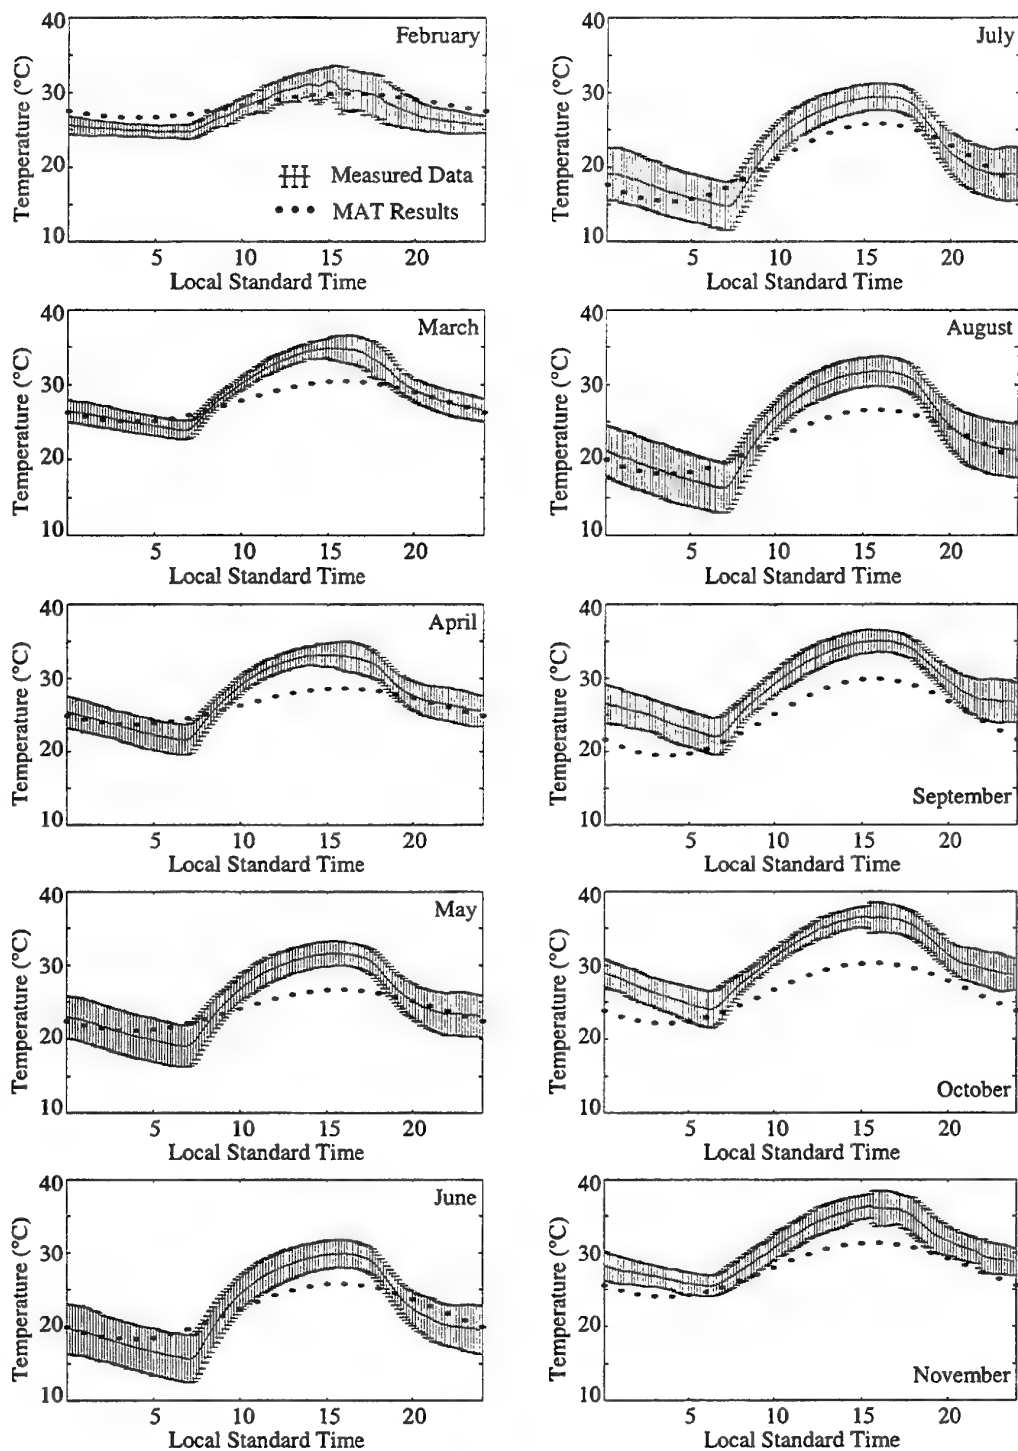 40
30
20
10
Temperature (°C)
February
Measured Data
MAT Results
5 10 15 20
Local Standard Time
40
30
20
10
Temperature (°C)
March
5 10 15 20
Local Standard Time
40
30
20
10
Temperature (°C)
April
5 10 15 20
Local Standard Time
40
30
20
10
Temperature (°C)
May
5 10 15 20
Local Standard Time
40
30
20
10
Temperature (°C)
June
5 10 15 20
Local Standard Time
40
30
20
10
Temperature (°C)
July
5 10 15 20
Local Standard Time
40
30
20
10
Temperature (°C)
August
5 10 15 20
Local Standard Time
40
30
20
10
Temperature (°C)
September
5 10 15 20
Local Standard Time
40
30
20
10
Temperature (°C)
October
5 10 15 20
Local Standard Time
40
30
20
10
Temperature (°C)
November
5 10 15 20
Local Standard Time